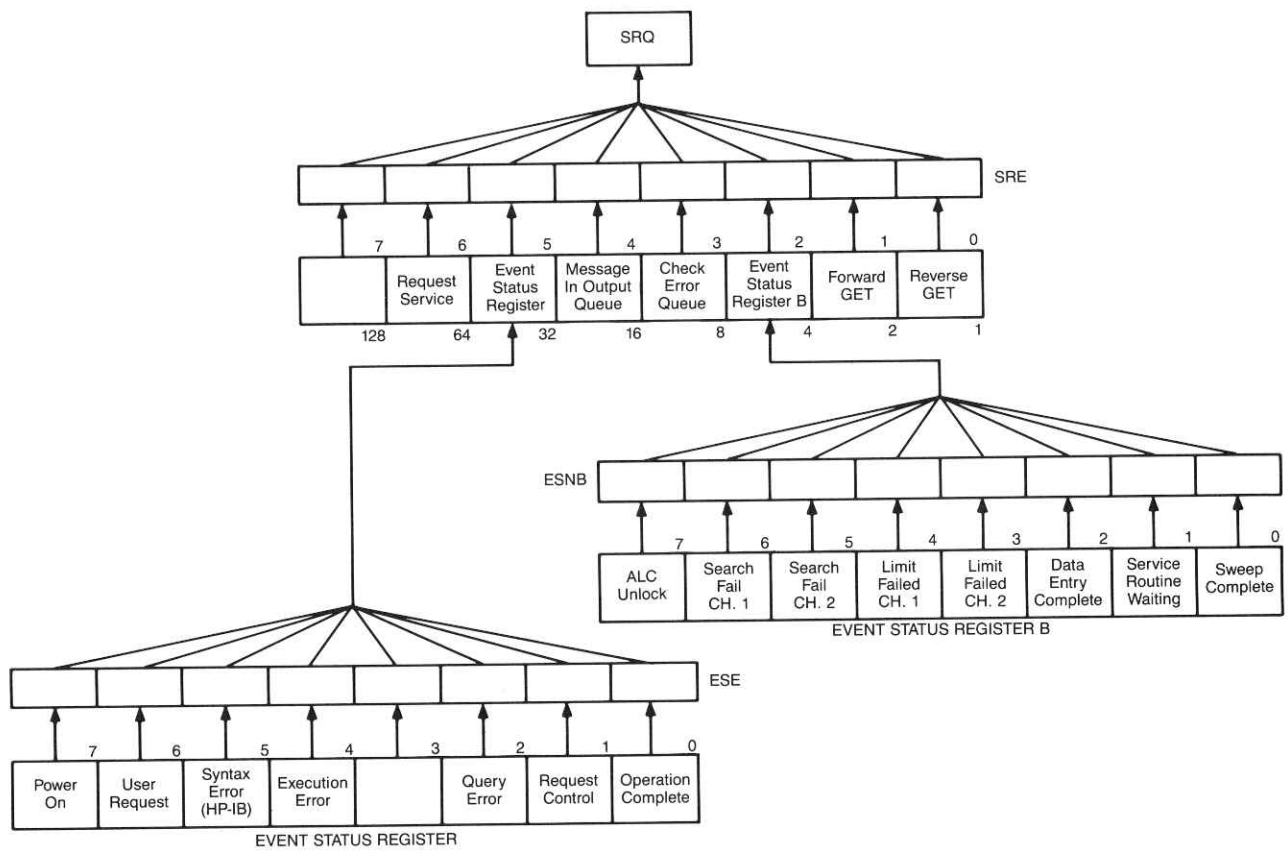 SRQ
SRE
7 6 5 4 3 2 1 0
Request
Service
Event
Status
Register
Message
In Output
Queue
Check
Error
Queue
Event
Status
Register B
Forward
GET
Reverse
GET
128 64 32 16 8 4 2 1
ESNB
7 6 5 4 3 2 1 0
ALC
Unlock
Search
Fail
CH. 1
Search
Fail
CH. 2
Limit
Failed
CH. 1
Limit
Failed
CH. 2
Data
Entry
Complete
Service
Routine
Waiting
Sweep
Complete
EVENT STATUS REGISTER B
ESE
7 6 5 4 3 2 1 0
Power
On
User
Request
Syntax
Error
(HP-IB)
Execution
Error
Query
Error
Request
Control
Operation
Complete
EVENT STATUS REGISTER